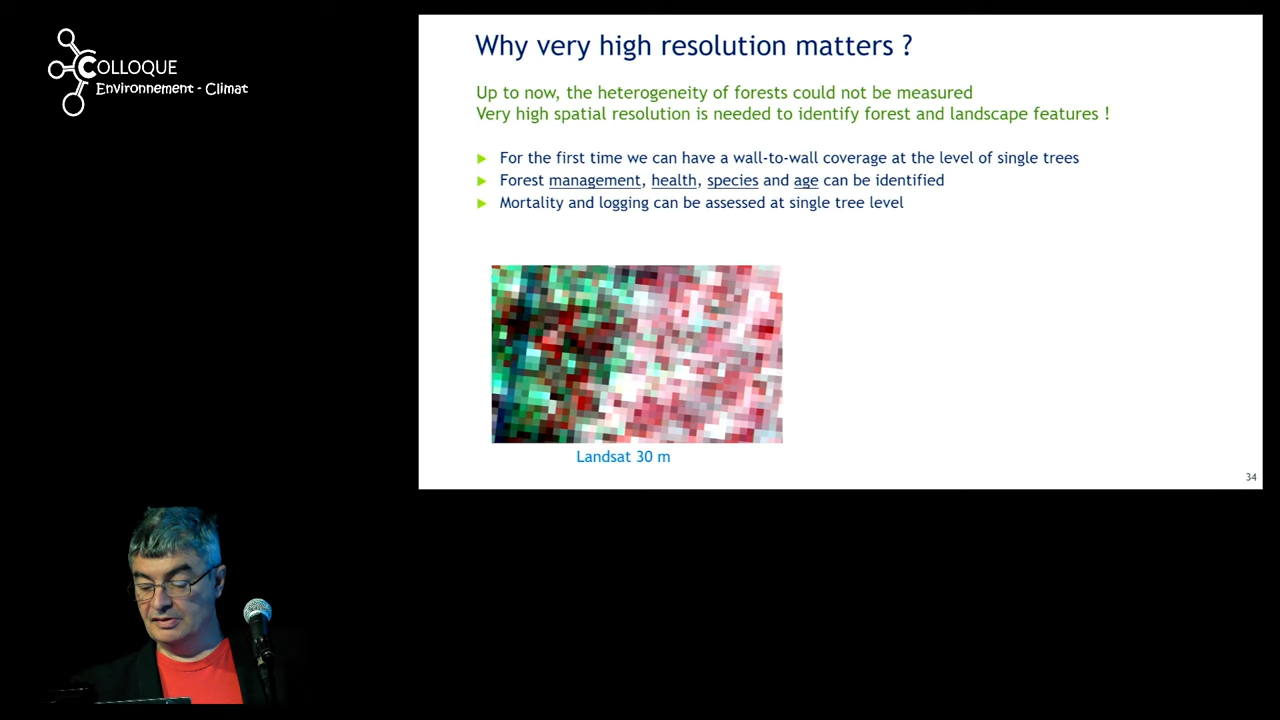 COLLOQUE
Environnement - Climat
Why very high resolution matters ?
Up to now, the heterogeneity of forests could not be measured
Very high spatial resolution is needed to identify forest and landscape features !
► For the first time we can have a wall-to-wall coverage at the level of single trees
► Forest management, health, species and age can be identified
► Mortality and logging can be assessed at single tree level
Landsat 30 m
34